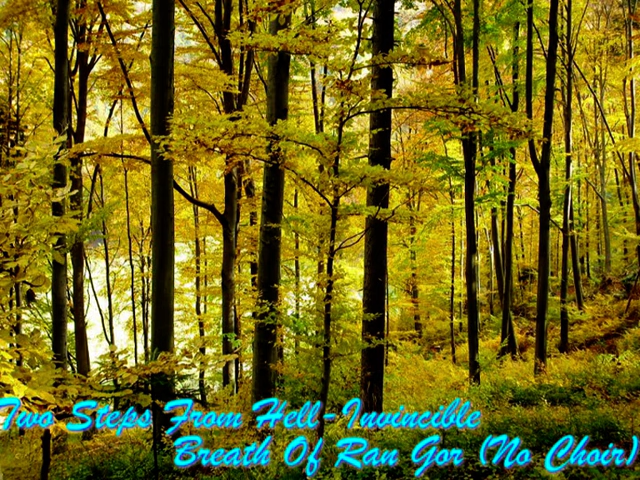 Two Steps From Hell-Invincible
Breath Of Ran Gor (No Choir)